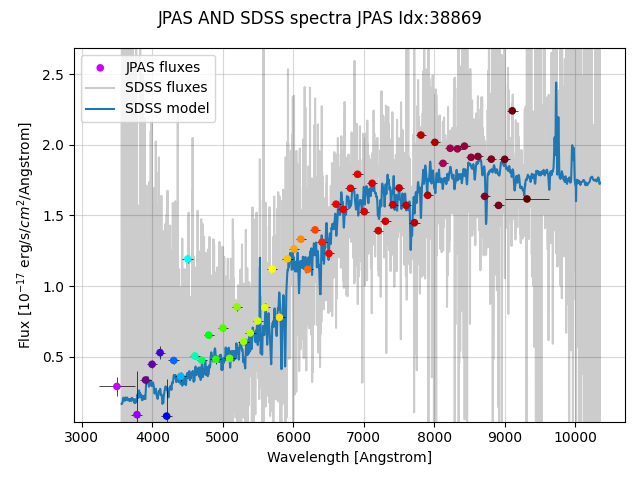 JPAS AND SDSS spectra JPAS Idx:38869
JPAS fluxes
SDSS fluxes
SDSS model
Flux [10⁻¹⁷ erg/s/cm²/Angstrom]
2.5
2.0
1.5
1.0
0.5
3000 4000 5000 6000 7000 8000 9000 10000
Wavelength [Angstrom]